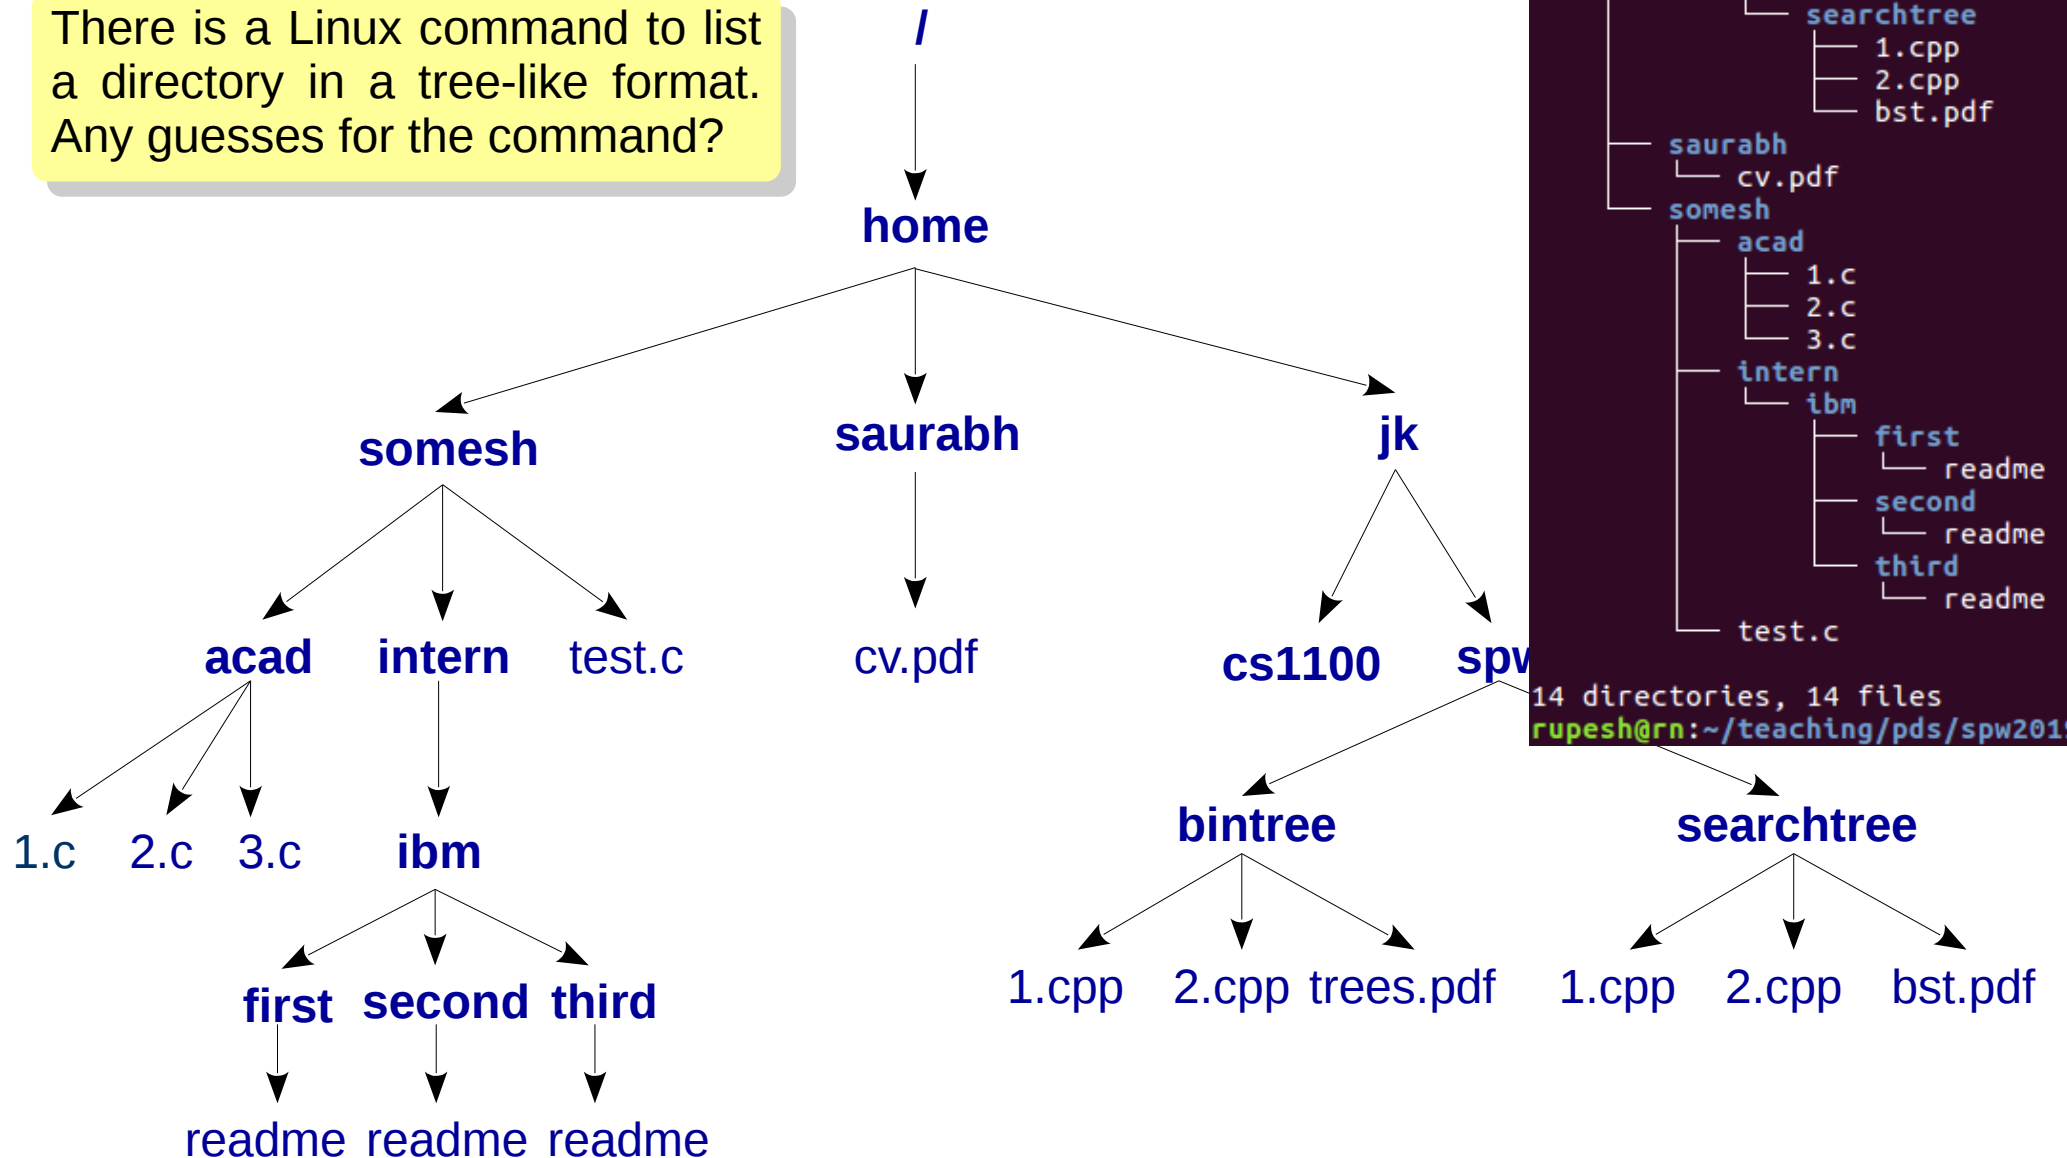 There is a Linux command to list
a directory in a tree-like format.
Any guesses for the command?
/
home
somesh
saurabh
jk
acad
intern
test.c
cv.pdf
cs1100
1.c
2.c
3.c
ibm
bintree
searchtree
first
second
third
1.cpp
2.cpp
trees.pdf
1.cpp
2.cpp
bst.pdf
readme
readme
readme
searchtree
1.cpp
2.cpp
bst.pdf
saurabh
cv.pdf
somesh
acad
1.c
2.c
3.c
intern
ibm
first
readme
second
readme
third
readme
test.c
14 directories, 14 files
rupesh@rn:~/teaching/pds/spw201